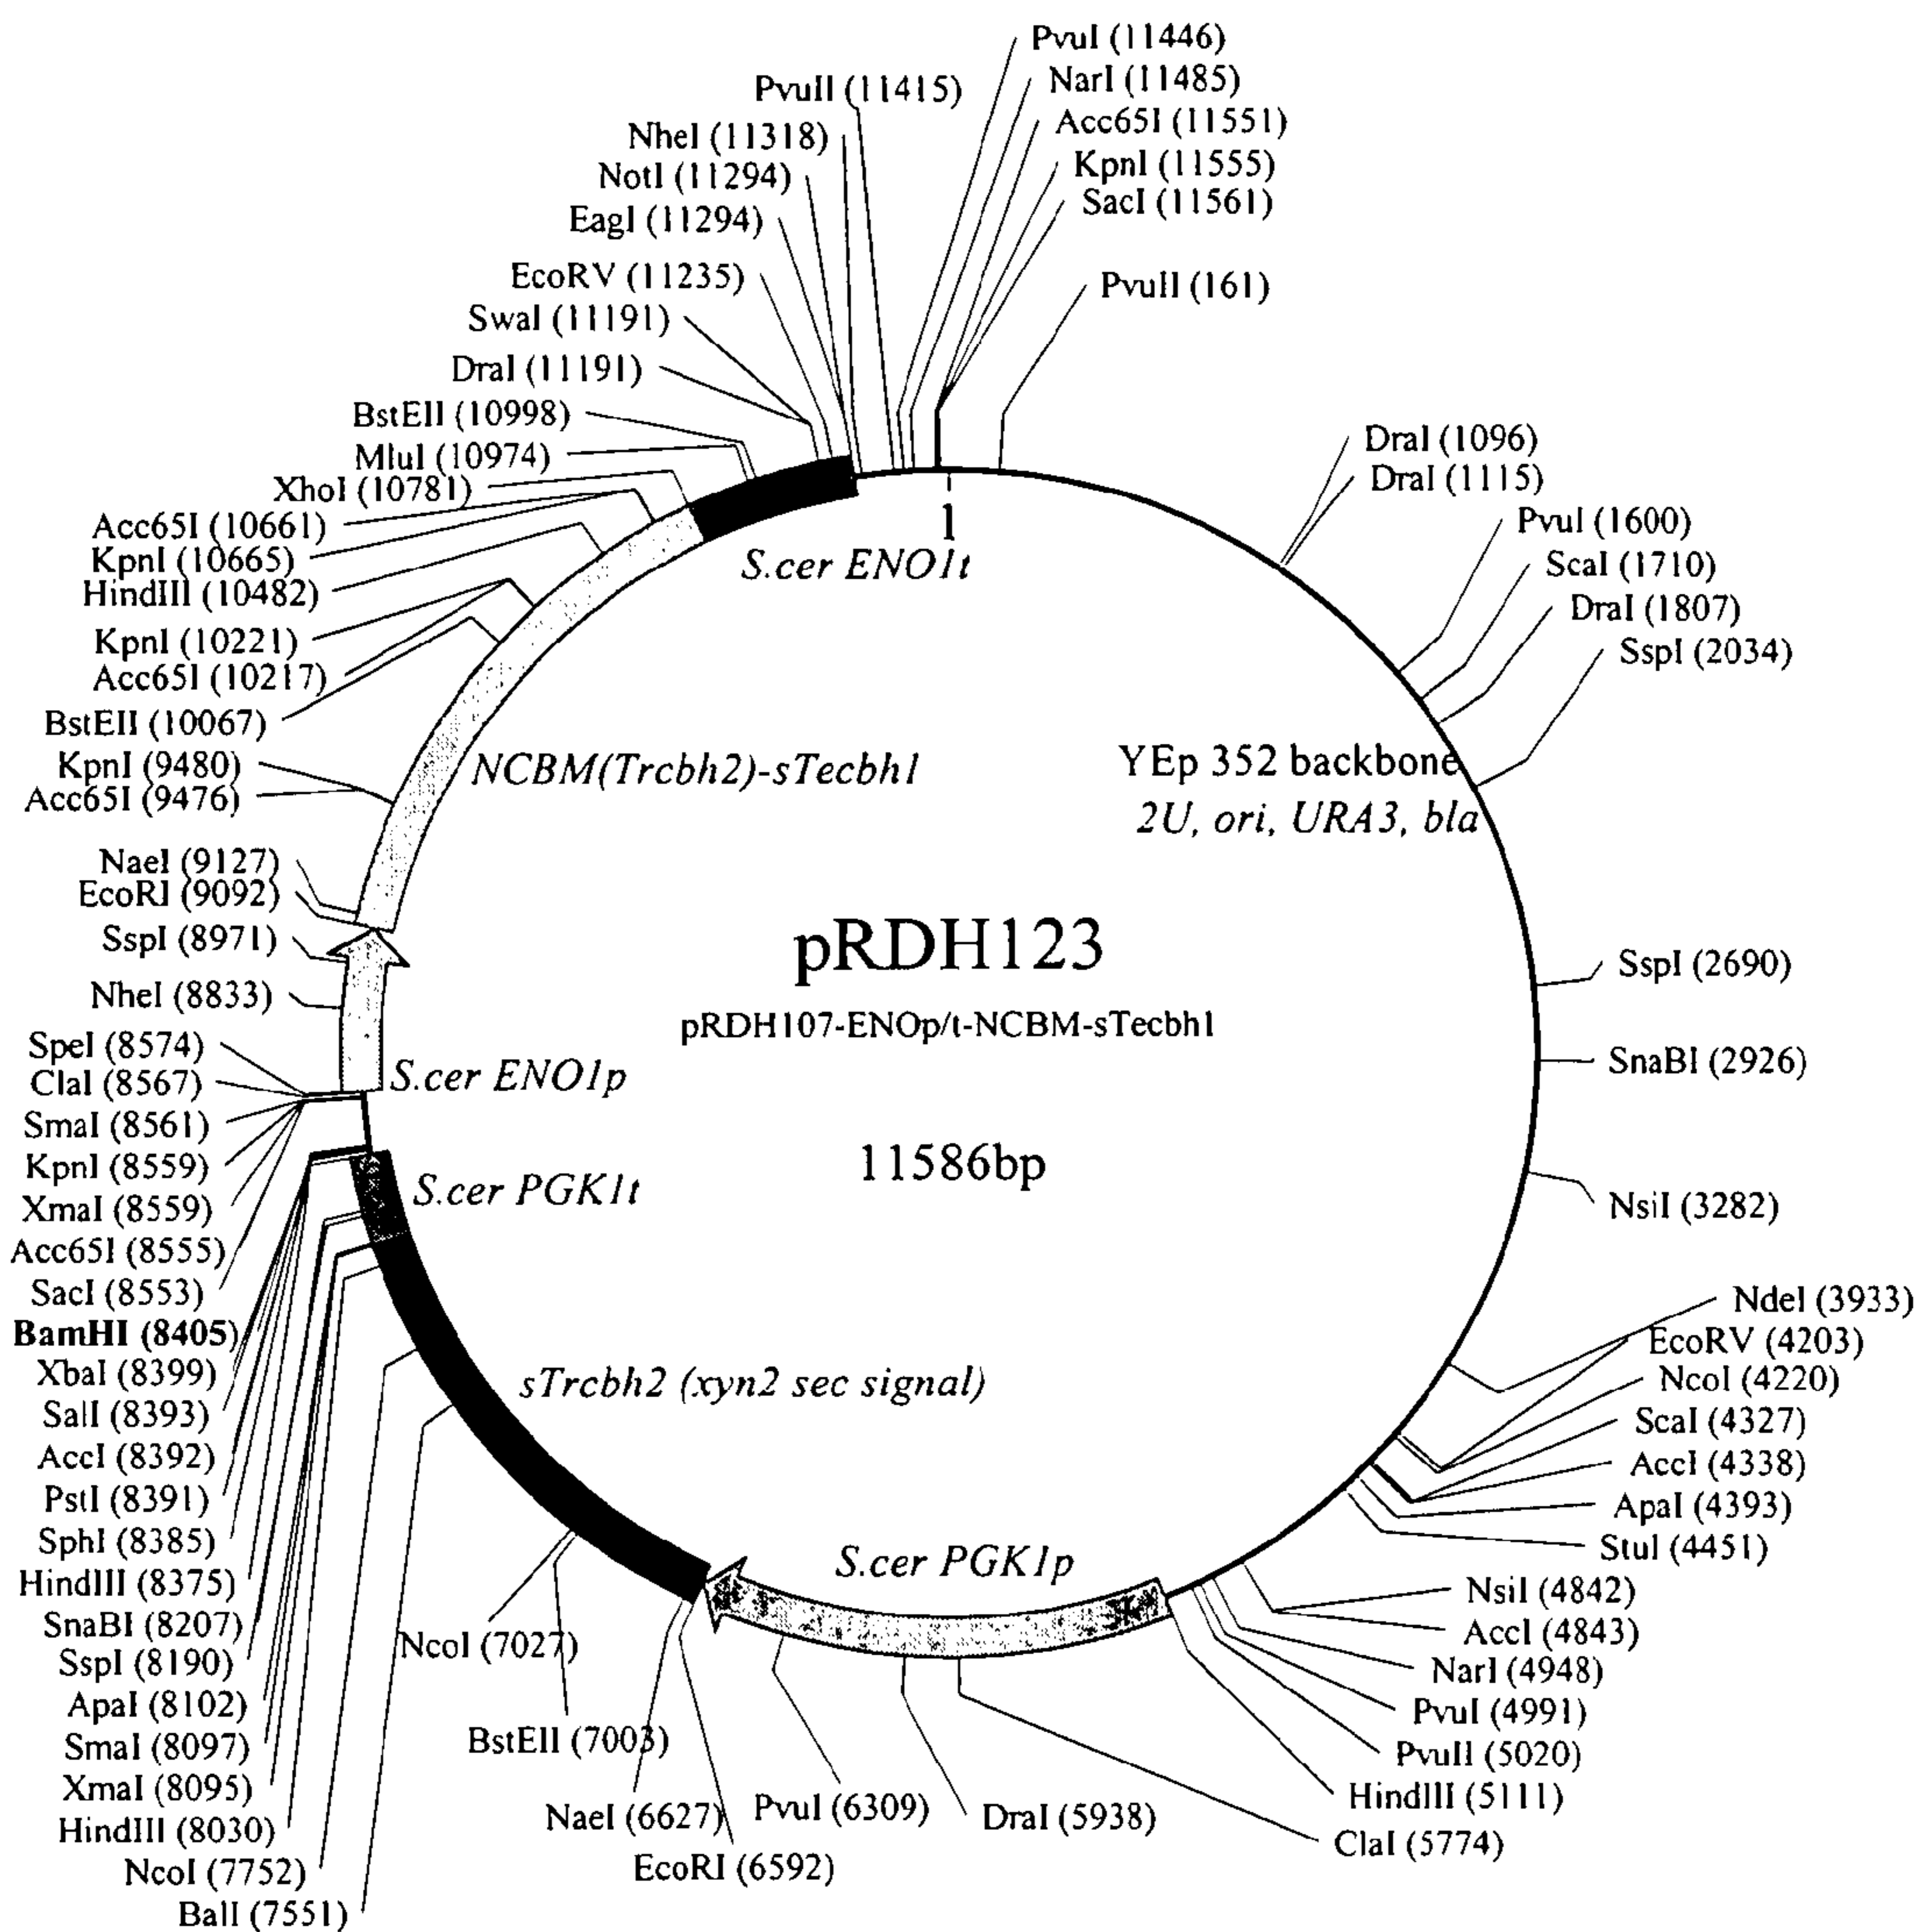 PvuI (11446)
NarI (11485)
Acc65I (11551)
KpnI (11555)
SacI (11561)
PvuII (161)
PvuII (11415)
NheI (11318)
NotI (11294)
EagI (11294)
EcoRV (11235)
SwaI (11191)
DraI (11191)
BstEII (10998)
MluI (10974)
XhoI (10781)
Acc65I (10661)
KpnI (10665)
HindIII (10482)
KpnI (10221)
Acc65I (10217)
BstEII (10067)
KpnI (9480)
Acc65I (9476)
NaeI (9127)
EcoRI (9092)
SspI (8971)
NheI (8833)
SpeI (8574)
ClaI (8567)
SmaI (8561)
KpnI (8559)
XmaI (8559)
Acc65I (8555)
SacI (8553)
BamHI (8405)
XbaI (8399)
SalI (8393)
AccI (8392)
PstI (8391)
SphI (8385)
HindIII (8375)
SnaBI (8207)
SspI (8190)
ApaI (8102)
SmaI (8097)
XmaI (8095)
HindIII (8030)
NcoI (7752)
BalI (7551)
NcoI (7027)
BstEII (7003)
NaeI (6627)
EcoRI (6592)
PvuI (6309)
DraI (5938)
ClaI (5774)
HindIII (5111)
PvuII (5020)
PvuI (4991)
NarI (4948)
AccI (4843)
NsiI (4842)
StuI (4451)
ApaI (4393)
AccI (4338)
ScaI (4327)
NcoI (4220)
EcoRV (4203)
NdeI (3933)
NsiI (3282)
SnaBI (2926)
SspI (2690)
SspI (2034)
DraI (1807)
ScaI (1710)
PvuI (1600)
DraI (1115)
DraI (1096)
1
S.cer ENO1t
NCBM(Trcbh2)-sTecbh1
YEp 352 backbone
2U, ori, URA3, bla
pRDH123
pRDH107-ENOp/t-NCBM-sTecbh1
11586bp
S.cer ENO1p
S.cer PGK1t
sTrcbh2 (xyn2 sec signal)
S.cer PGK1p